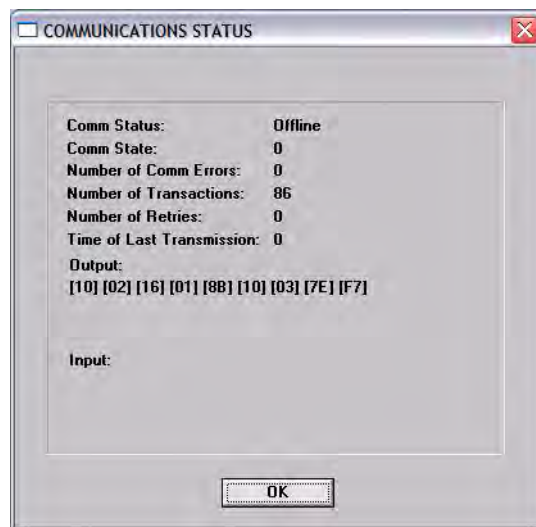 COMMUNICATIONS STATUS
Comm Status: Offline
Comm State: 0
Number of Comm Errors: 0
Number of Transactions: 86
Number of Retries: 0
Time of Last Transmission: 0
Output:
[10] [02] [16] [01] [8B] [10] [03] [7E] [F7]
Input:
OK